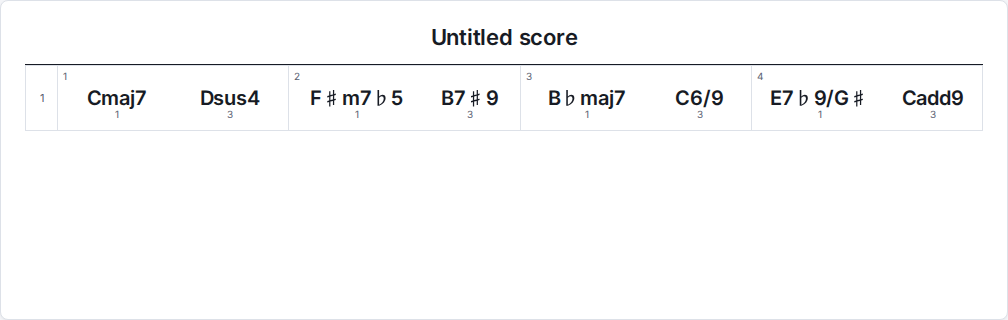 Untitled score
1 2 3 4
1 Cmaj7 Dsus4 F♯m7♭5 B7♯9 B♭maj7 C6/9 E7♭9/G♯ Cadd9
1 3 1 3 1 3 1 3